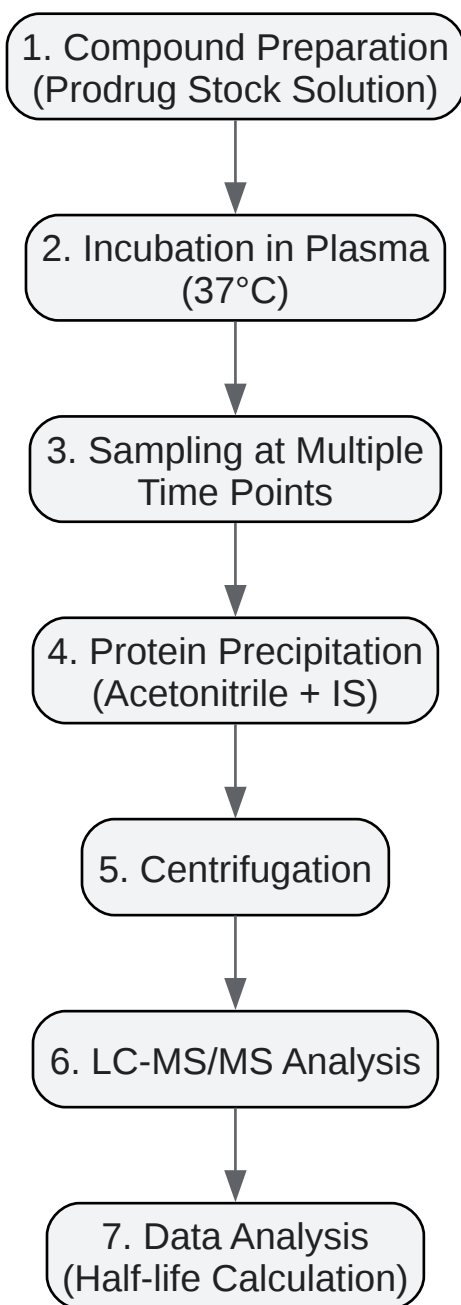 1. Compound Preparation
(Prodrug Stock Solution)
2. Incubation in Plasma
(37°C)
3. Sampling at Multiple
Time Points
4. Protein Precipitation
(Acetonitrile + IS)
5. Centrifugation
6. LC-MS/MS Analysis
7. Data Analysis
(Half-life Calculation)